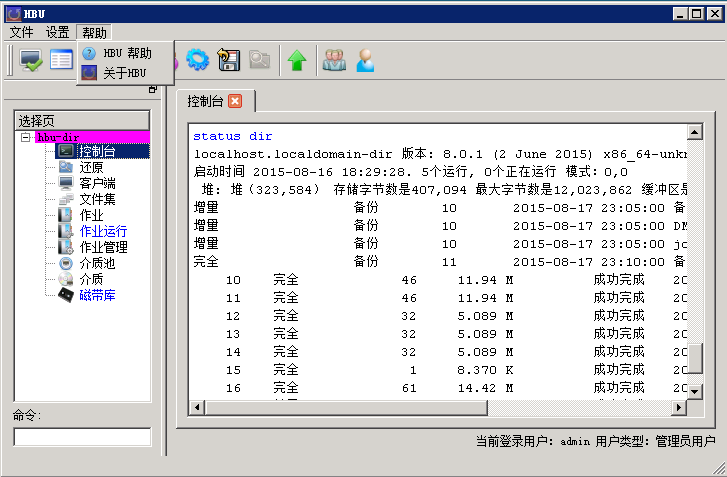 HBU
文件 设置 帮助
HBU 帮助
关于HBU
选择页
hbu-dir
控制台
还原
客户端
文件集
作业
作业运行
作业管理
介质池
介质
磁带库
命令:
控制台
status dir
localhost.localdomain-dir 版本: 8.0.1 (2 June 2015) x86_64-unkn
启动时间 2015-08-16 18:29:28. 5个运行, 0个正在运行 模式:0,0
堆: 堆(323,584) 存储字节数是407,094 最大字节数是12,023,862 缓冲区是
增量 备份 10 2015-08-17 23:05:00 备
增量 备份 10 2015-08-17 23:05:00 DM
增量 备份 10 2015-08-17 23:05:00 jo
完全 备份 11 2015-08-17 23:10:00 备
10 完全 46 11.94 M 成功完成 20
11 完全 46 11.94 M 成功完成 20
12 完全 32 5.089 M 成功完成 20
13 完全 32 5.089 M 成功完成 20
14 完全 32 5.089 M 成功完成 20
15 完全 1 8.370 K 成功完成 20
16 完全 61 14.42 M 成功完成 20
当前登录用户: admin 用户类型: 管理员用户